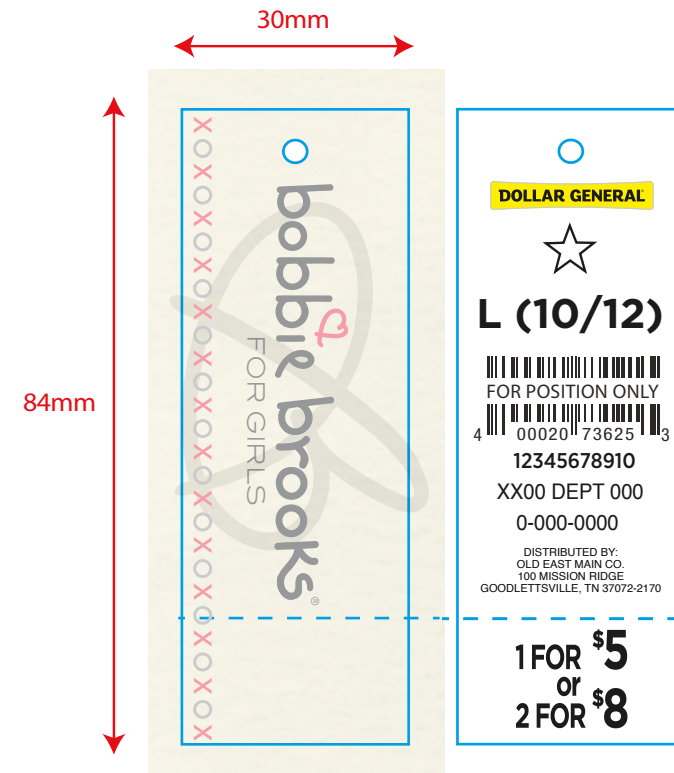 30mm
84mm
XOXOXOXOXOXOXOXOXOXOXOXOXOX
bobbie brooks®
FOR GIRLS
DOLLAR GENERAL
L (10/12)
FOR POSITION ONLY
4 00020 73625 3
12345678910
XX00 DEPT 000
0-000-0000
DISTRIBUTED BY:
OLD EAST MAIN CO.
100 MISSION RIDGE
GOODLETTSVILLE, TN 37072-2170
1 FOR $5
or
2 FOR $8